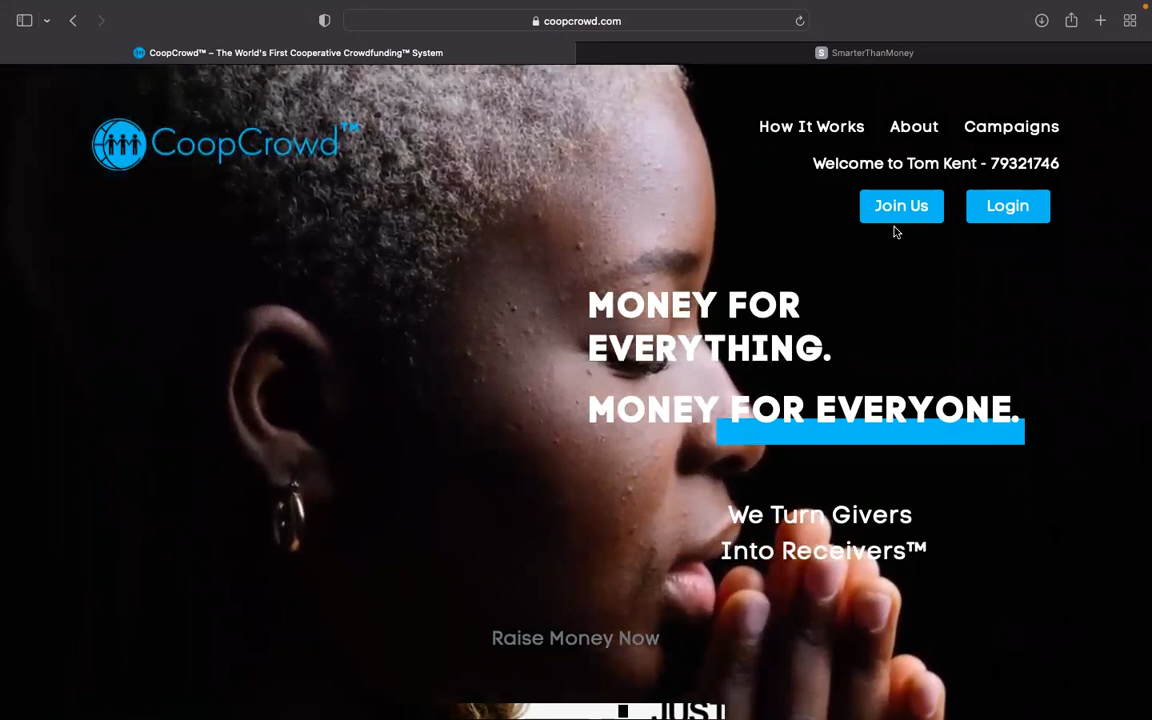 coopcrowd.com
CoopCrowd™ – The World's First Cooperative Crowdfunding™ System
S SmarterThanMoney
CoopCrowd™
How It Works About Campaigns
Welcome to Tom Kent - 79321746
Join Us Login
MONEY FOR
EVERYTHING.
MONEY FOR EVERYONE.
We Turn Givers
Into Receivers™
Raise Money Now
JUST